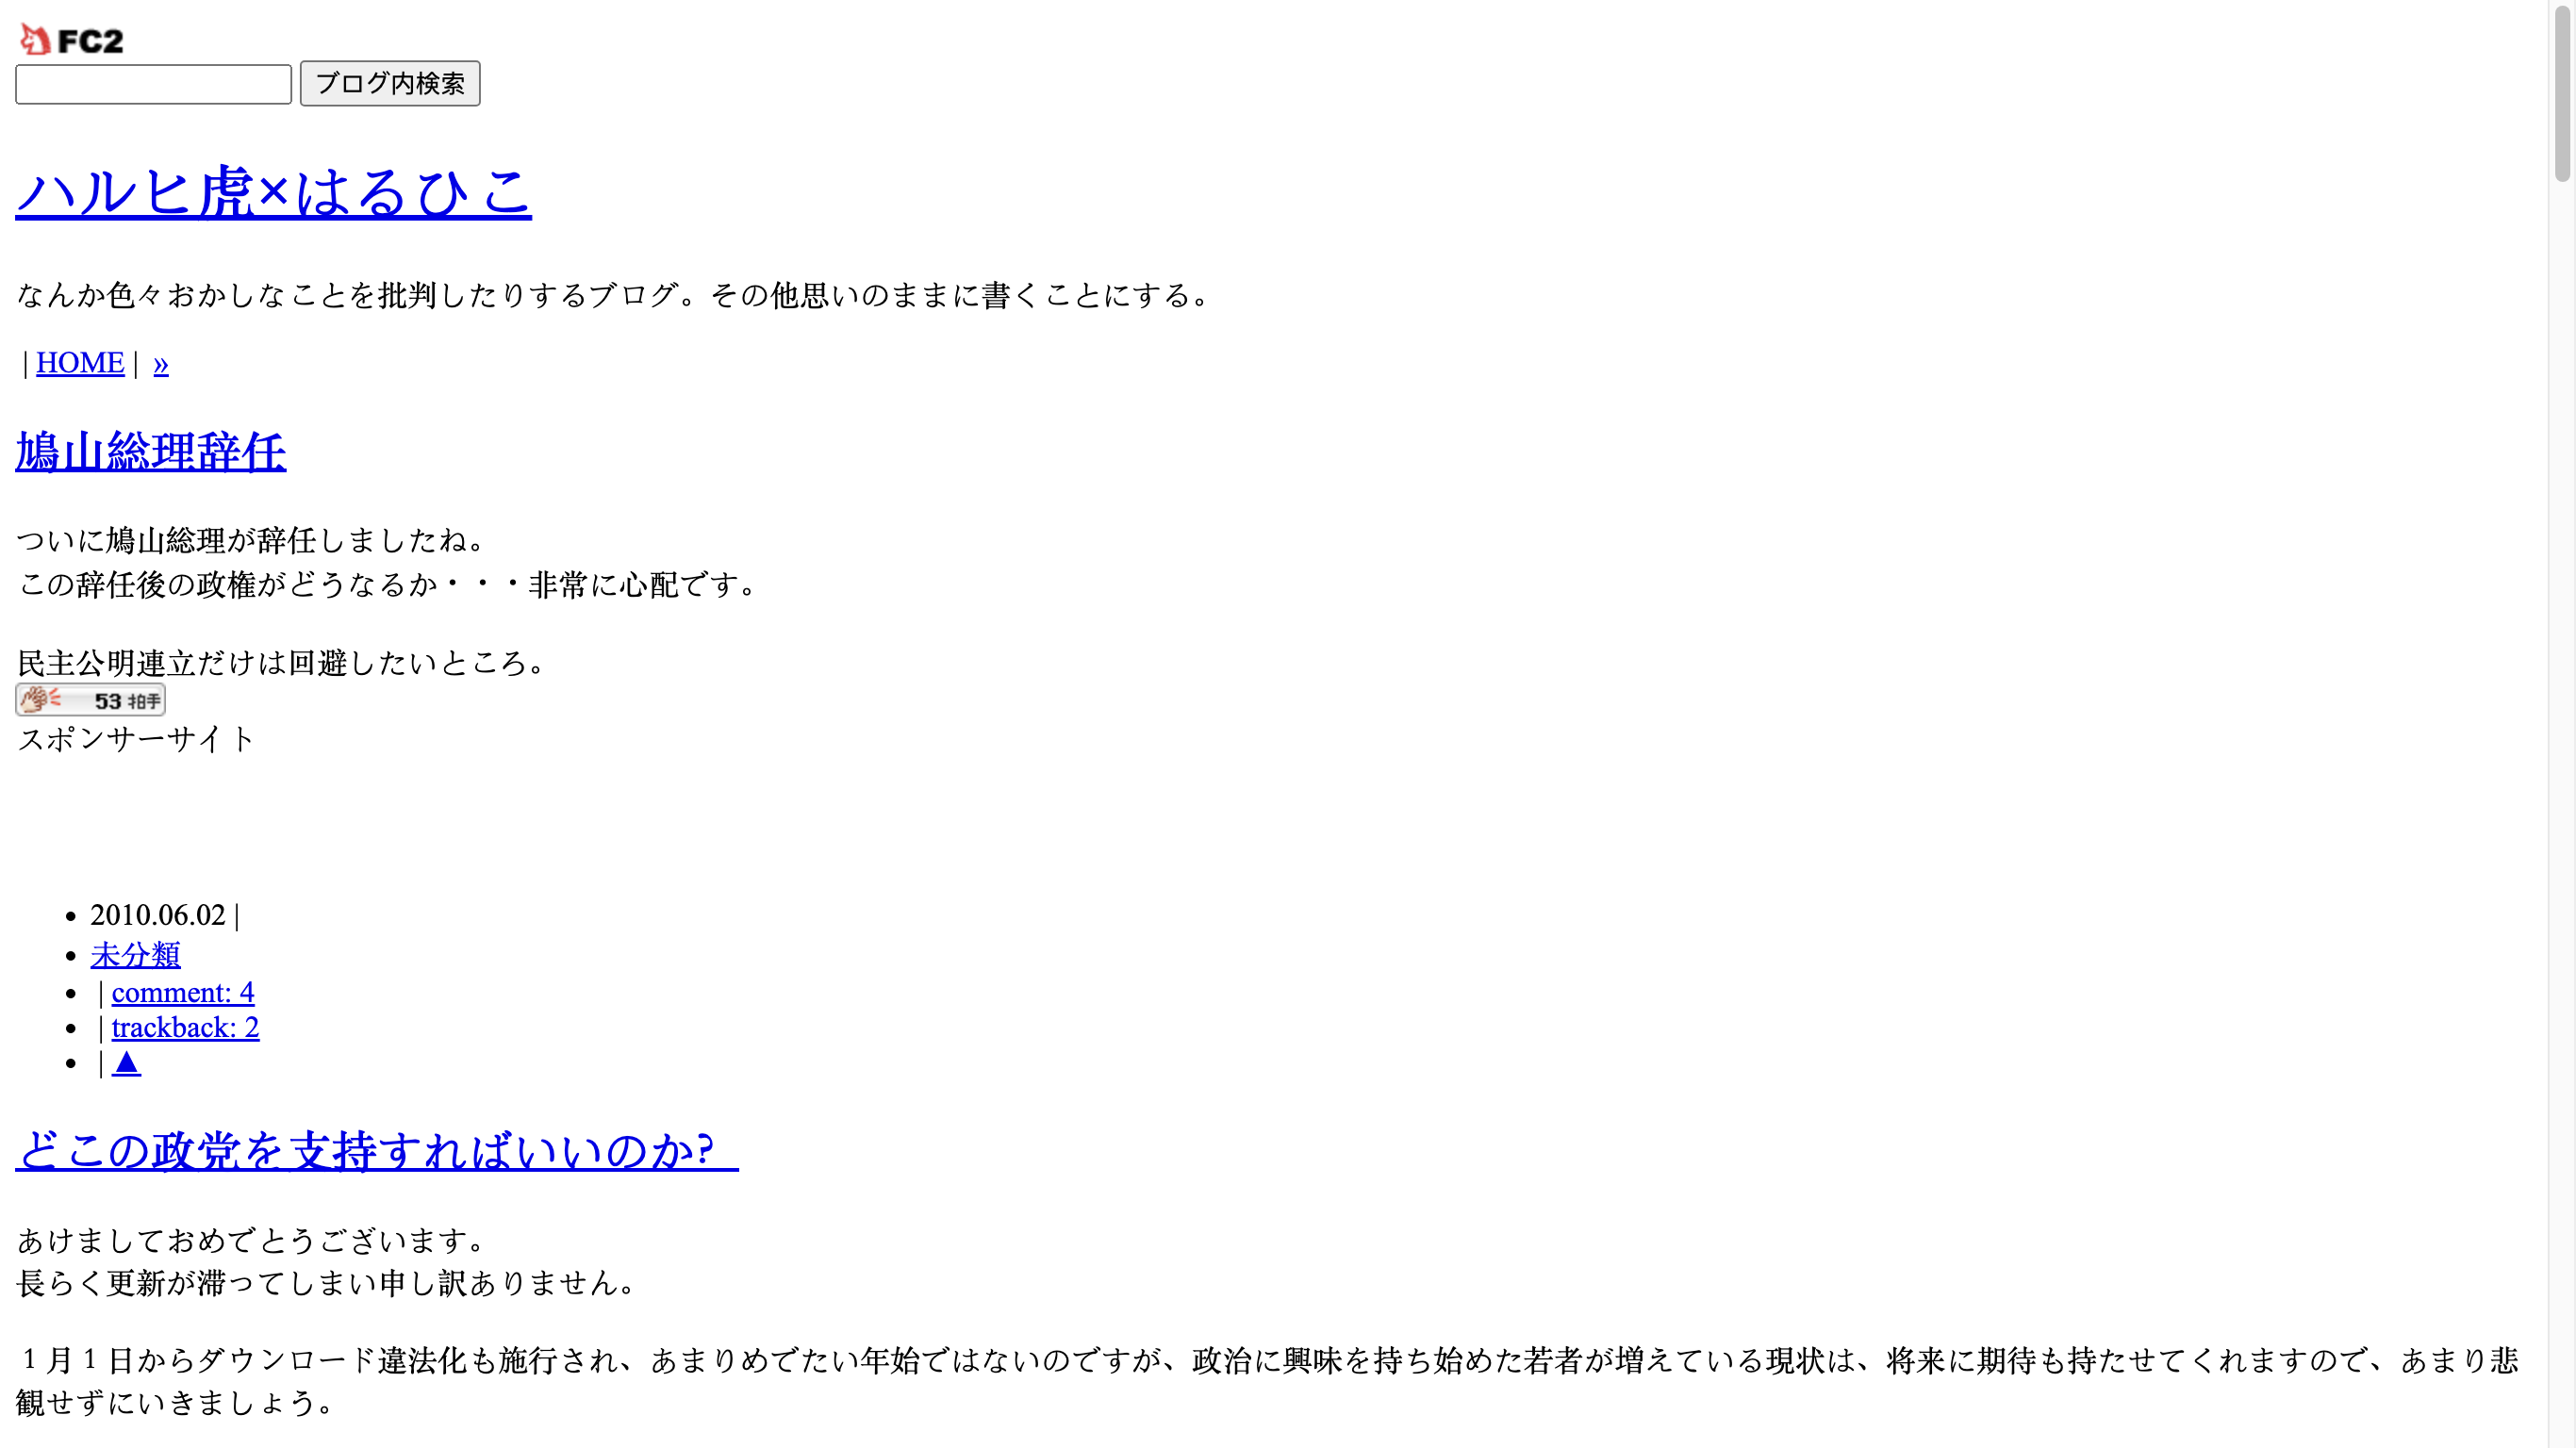 FC2
ブログ内検索
ハルヒ虎×はるひこ
なんか色々おかしなことを批判したりするブログ。その他思いのままに書くことにする。
| HOME | »
鳩山総理辞任
ついに鳩山総理が辞任しましたね。
この辞任後の政権がどうなるか・・・非常に心配です。
民主公明連立だけは回避したいところ。
53 拍手
スポンサーサイト
• 2010.06.02 |
• 未分類
• | comment: 4
• | trackback: 2
• | ▲
どこの政党を支持すればいいのか?
あけましておめでとうございます。
長らく更新が滞ってしまい申し訳ありません。
１月１日からダウンロード違法化も施行され、あまりめでたい年始ではないのですが、政治に興味を持ち始めた若者が増えている現状は、将来に期待も持たせてくれますので、あまり悲
観せずにいきましょう。